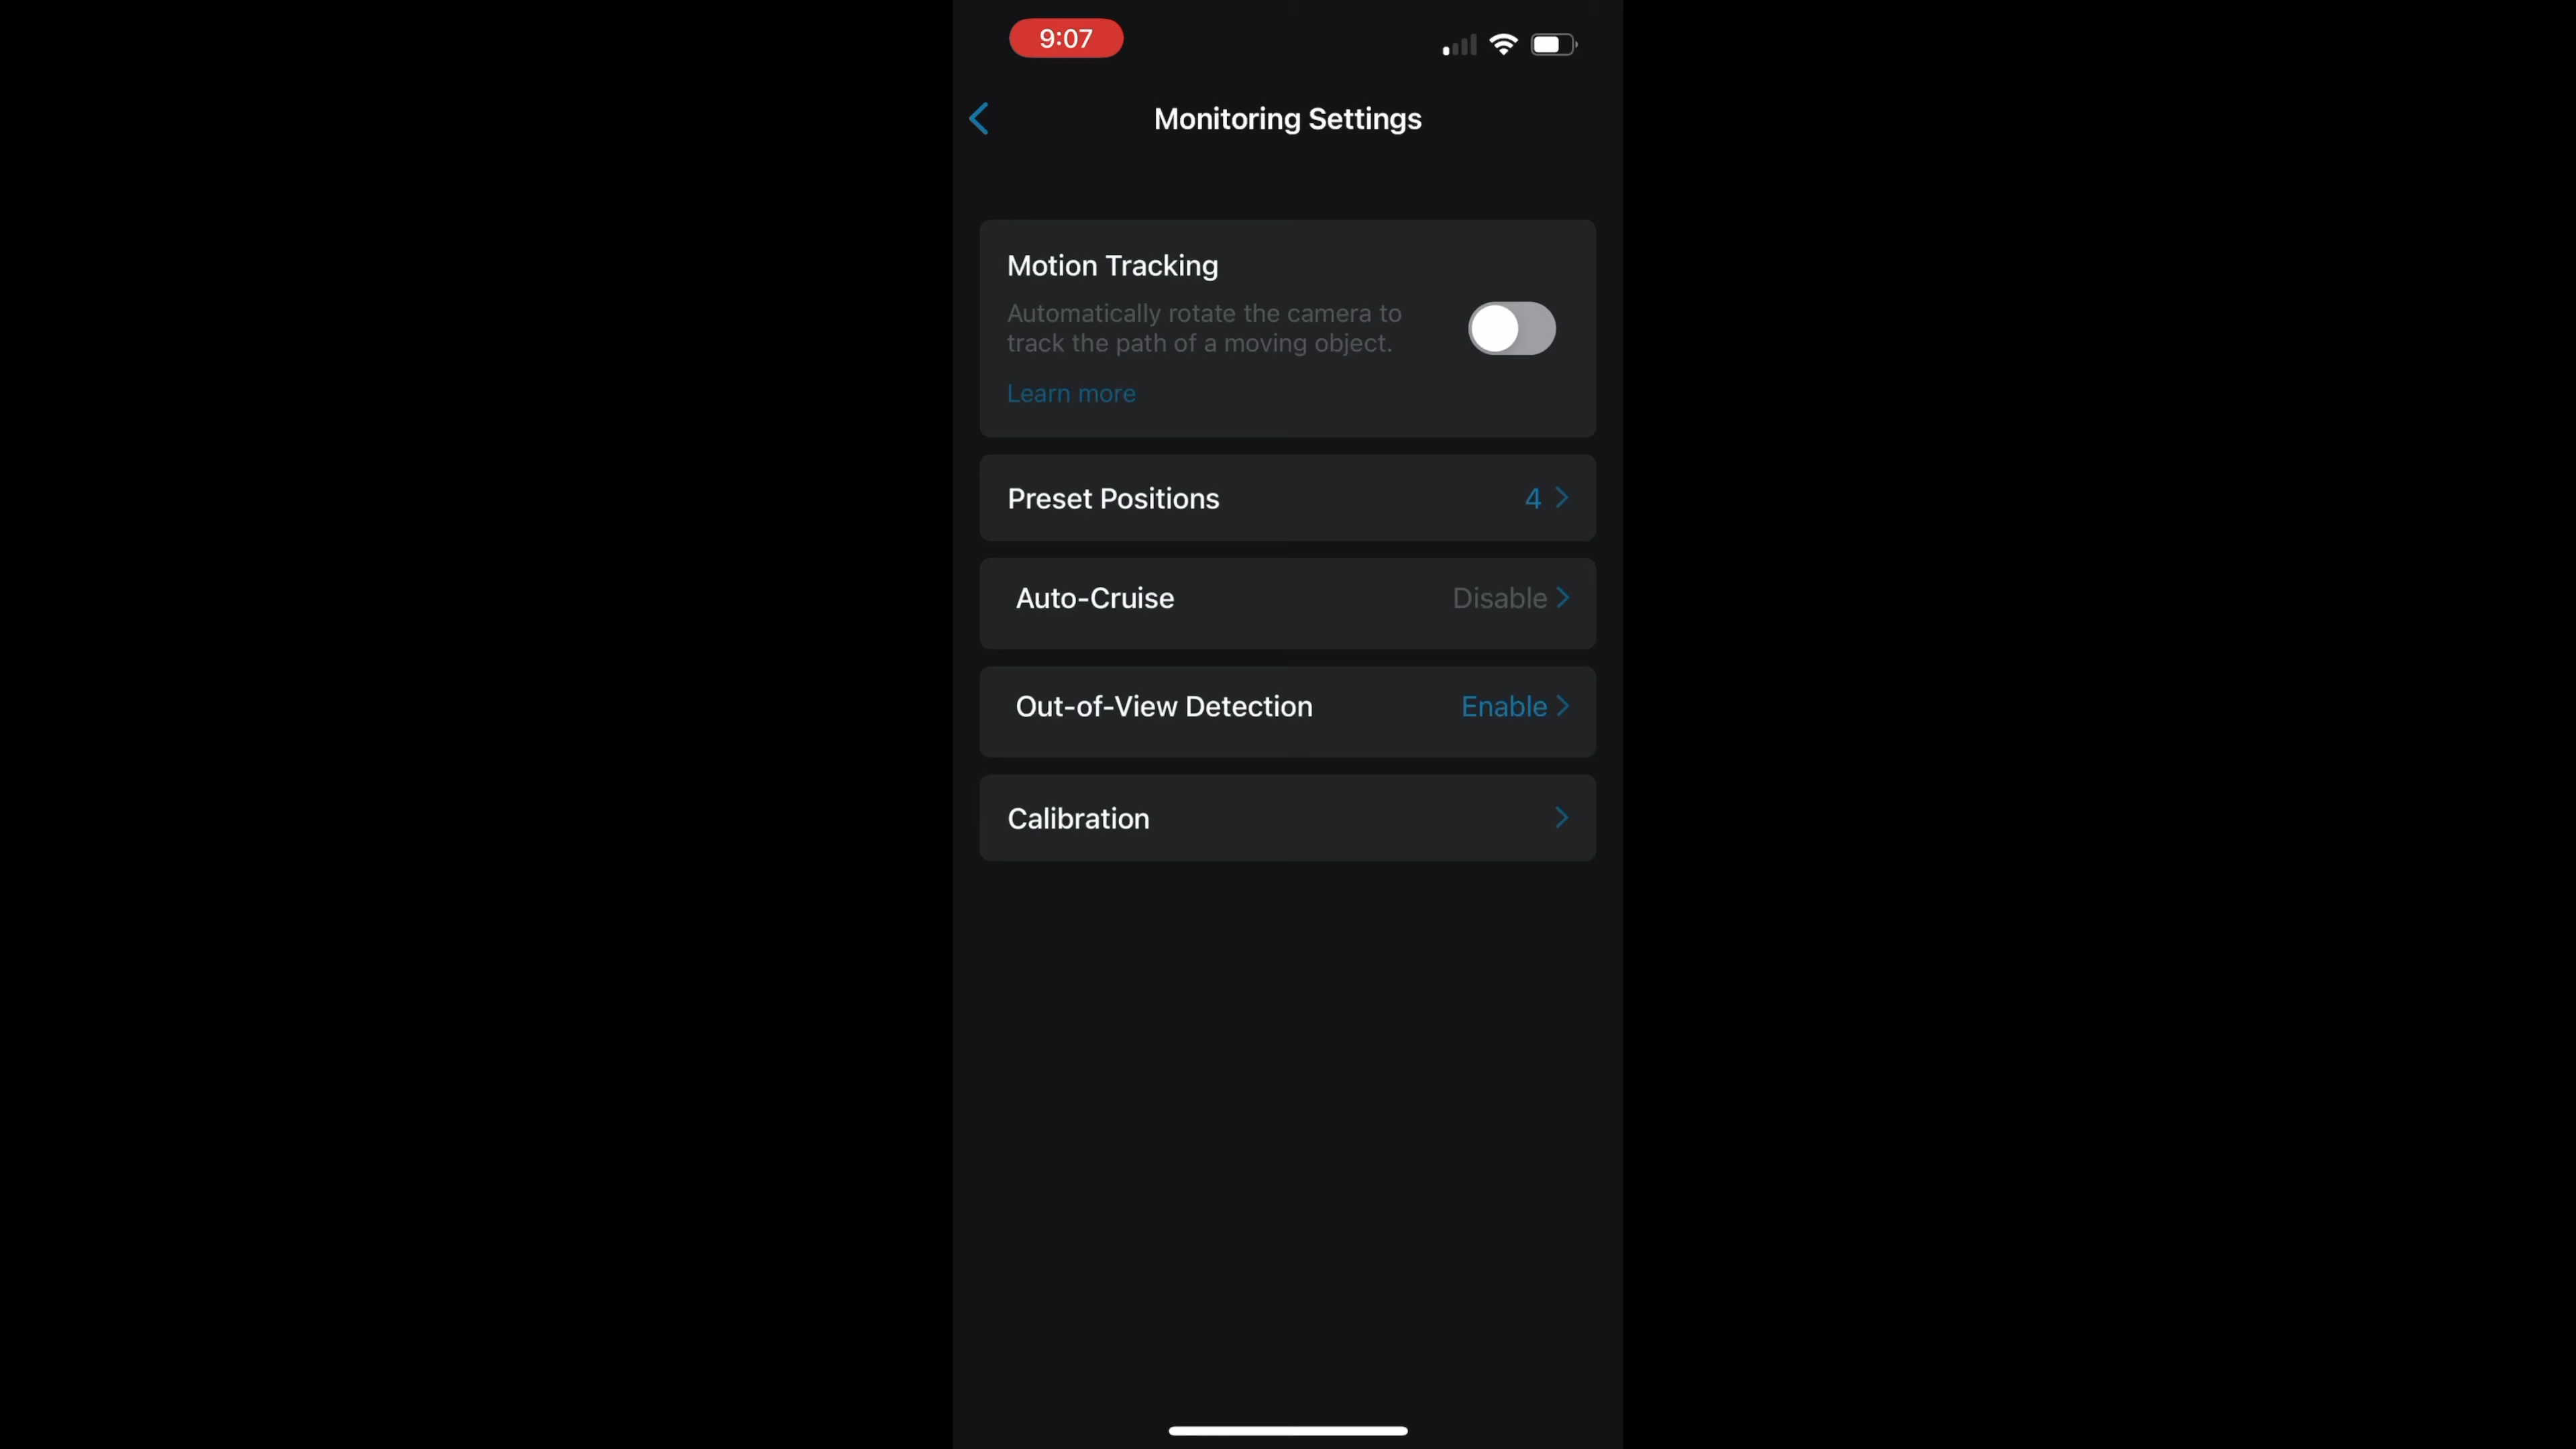 9:07
Monitoring Settings
Motion Tracking
Automatically rotate the camera to
track the path of a moving object.
Learn more
Preset Positions 4
Auto-Cruise Disable
Out-of-View Detection Enable
Calibration